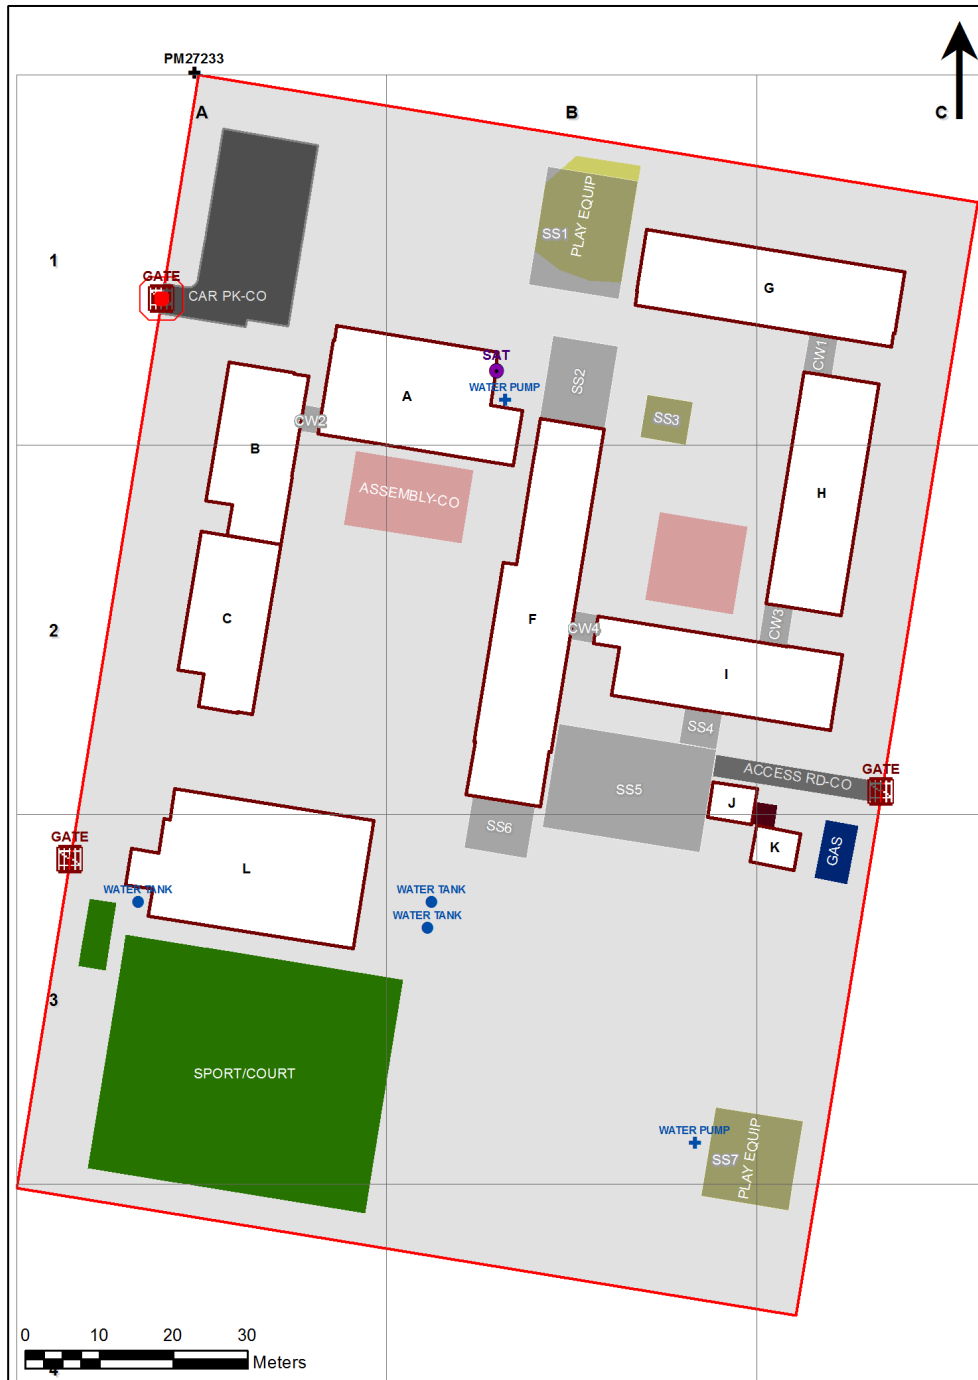 PM27233
A
B
C
PLAY EQUIP
SS1
1
GATE
CAR PK-CO
G
SAT
WATER PUMP
A
SS2
CW1
SS3
CW2
B
ASSEMBLY-CO
H
C
F
2
CW4
CW3
I
SS4
ACCESS RD-CO
GATE
SS5
J
SS6
GATE
K
GAS
L
WATER TANK
WATER TANK
WATER TANK
3
SPORT/COURT
WATER PUMP
SS7
PLAY EQUIP
0 10 20 30
Meters
4